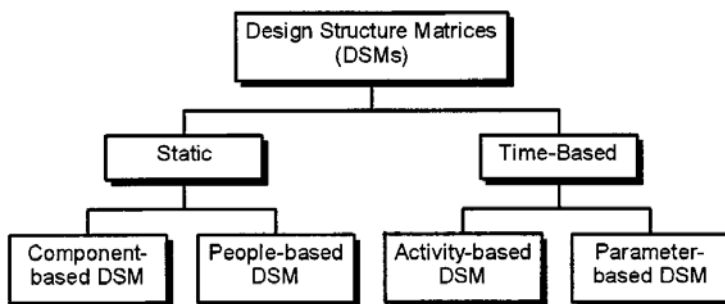 Design Structure Matrices
(DSMs)
Static
Time-Based
Component-
based DSM
People-based
DSM
Activity-based
DSM
Parameter-
based DSM